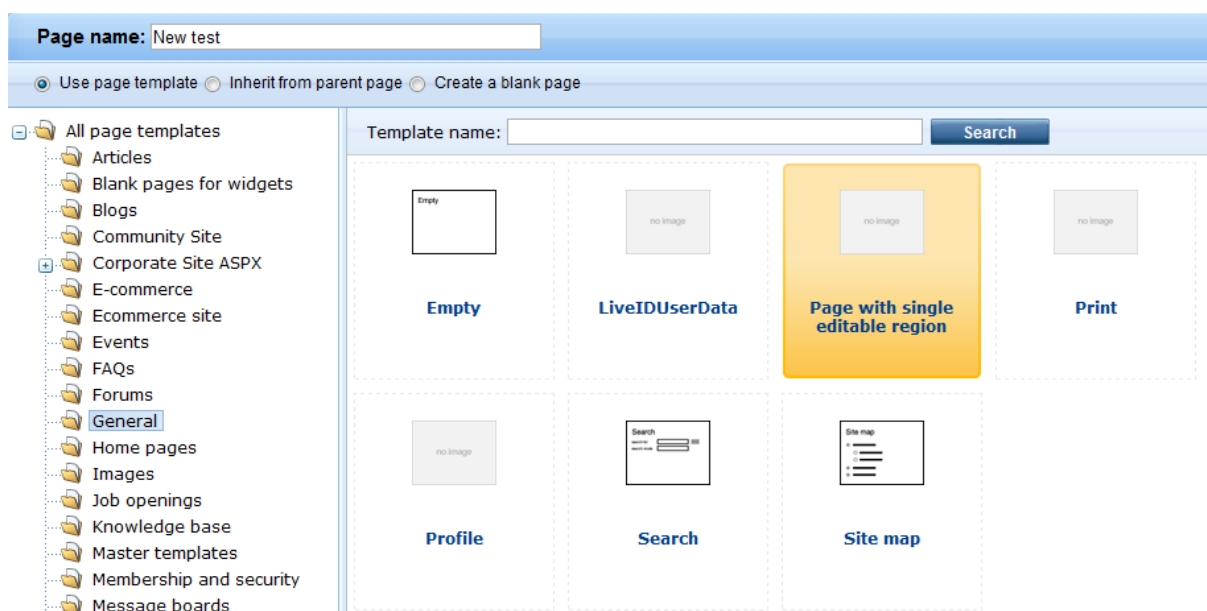 Page name: New test
Use page template Inherit from parent page Create a blank page
All page templates
Articles
Blank pages for widgets
Blogs
Community Site
Corporate Site ASPX
E-commerce
Ecommerce site
Events
FAQs
Forums
General
Home pages
Images
Job openings
Knowledge base
Master templates
Membership and security
Message boards
Template name: Search
Empty
no image
no image
no image
Empty
LiveIDUserData
Page with single
editable region
Print
no image
Search
search for
search mode
Site map
Profile
Search
Site map